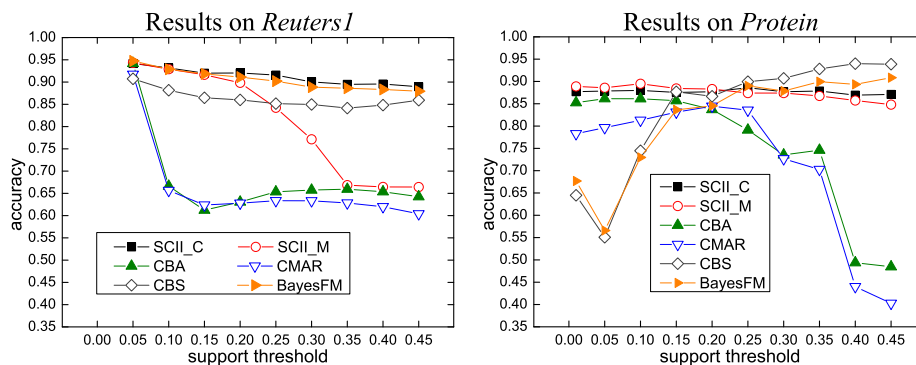 Results on Reuters1
1.00
0.95
0.90
0.85
0.80
0.75
0.70
0.65
0.60
0.55
0.50
0.45
0.40
0.35
accuracy
SCII_C SCII_M
CBA CMAR
CBS BayesFM
0.00 0.05 0.10 0.15 0.20 0.25 0.30 0.35 0.40 0.45
support threshold
Results on Protein
1.00
0.95
0.90
0.85
0.80
0.75
0.70
0.65
0.60
0.55
0.50
0.45
0.40
0.35
accuracy
SCII_C
SCII_M
CBA
CMAR
CBS
BayesFM
0.00 0.05 0.10 0.15 0.20 0.25 0.30 0.35 0.40 0.45
support threshold